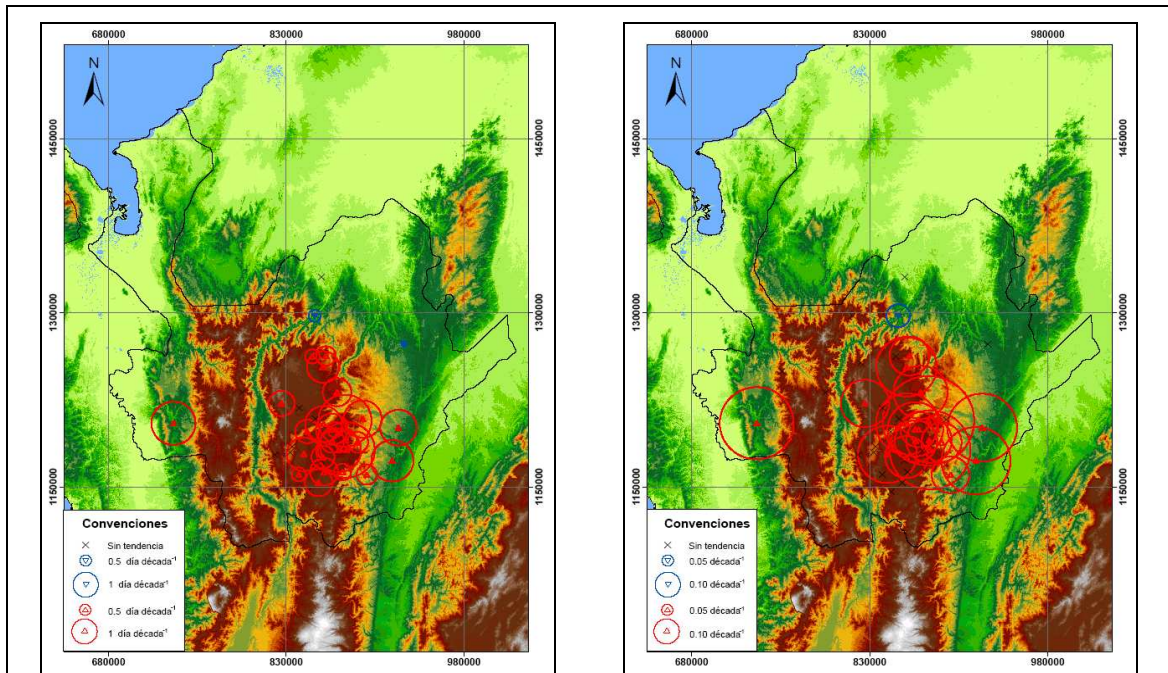 680000 830000 980000
N
1450000 1450000
1300000 1300000
1150000 1150000
Convenciones
Sin tendencia
0.5 día década⁻¹
1 día década⁻¹
0.5 día década⁻¹
1 día década⁻¹
680000 830000 980000
680000 830000 980000
N
1450000 1450000
1300000 1300000
1150000 1150000
Convenciones
Sin tendencia
0.05 década⁻¹
0.10 década⁻¹
0.05 década⁻¹
0.10 década⁻¹
680000 830000 980000